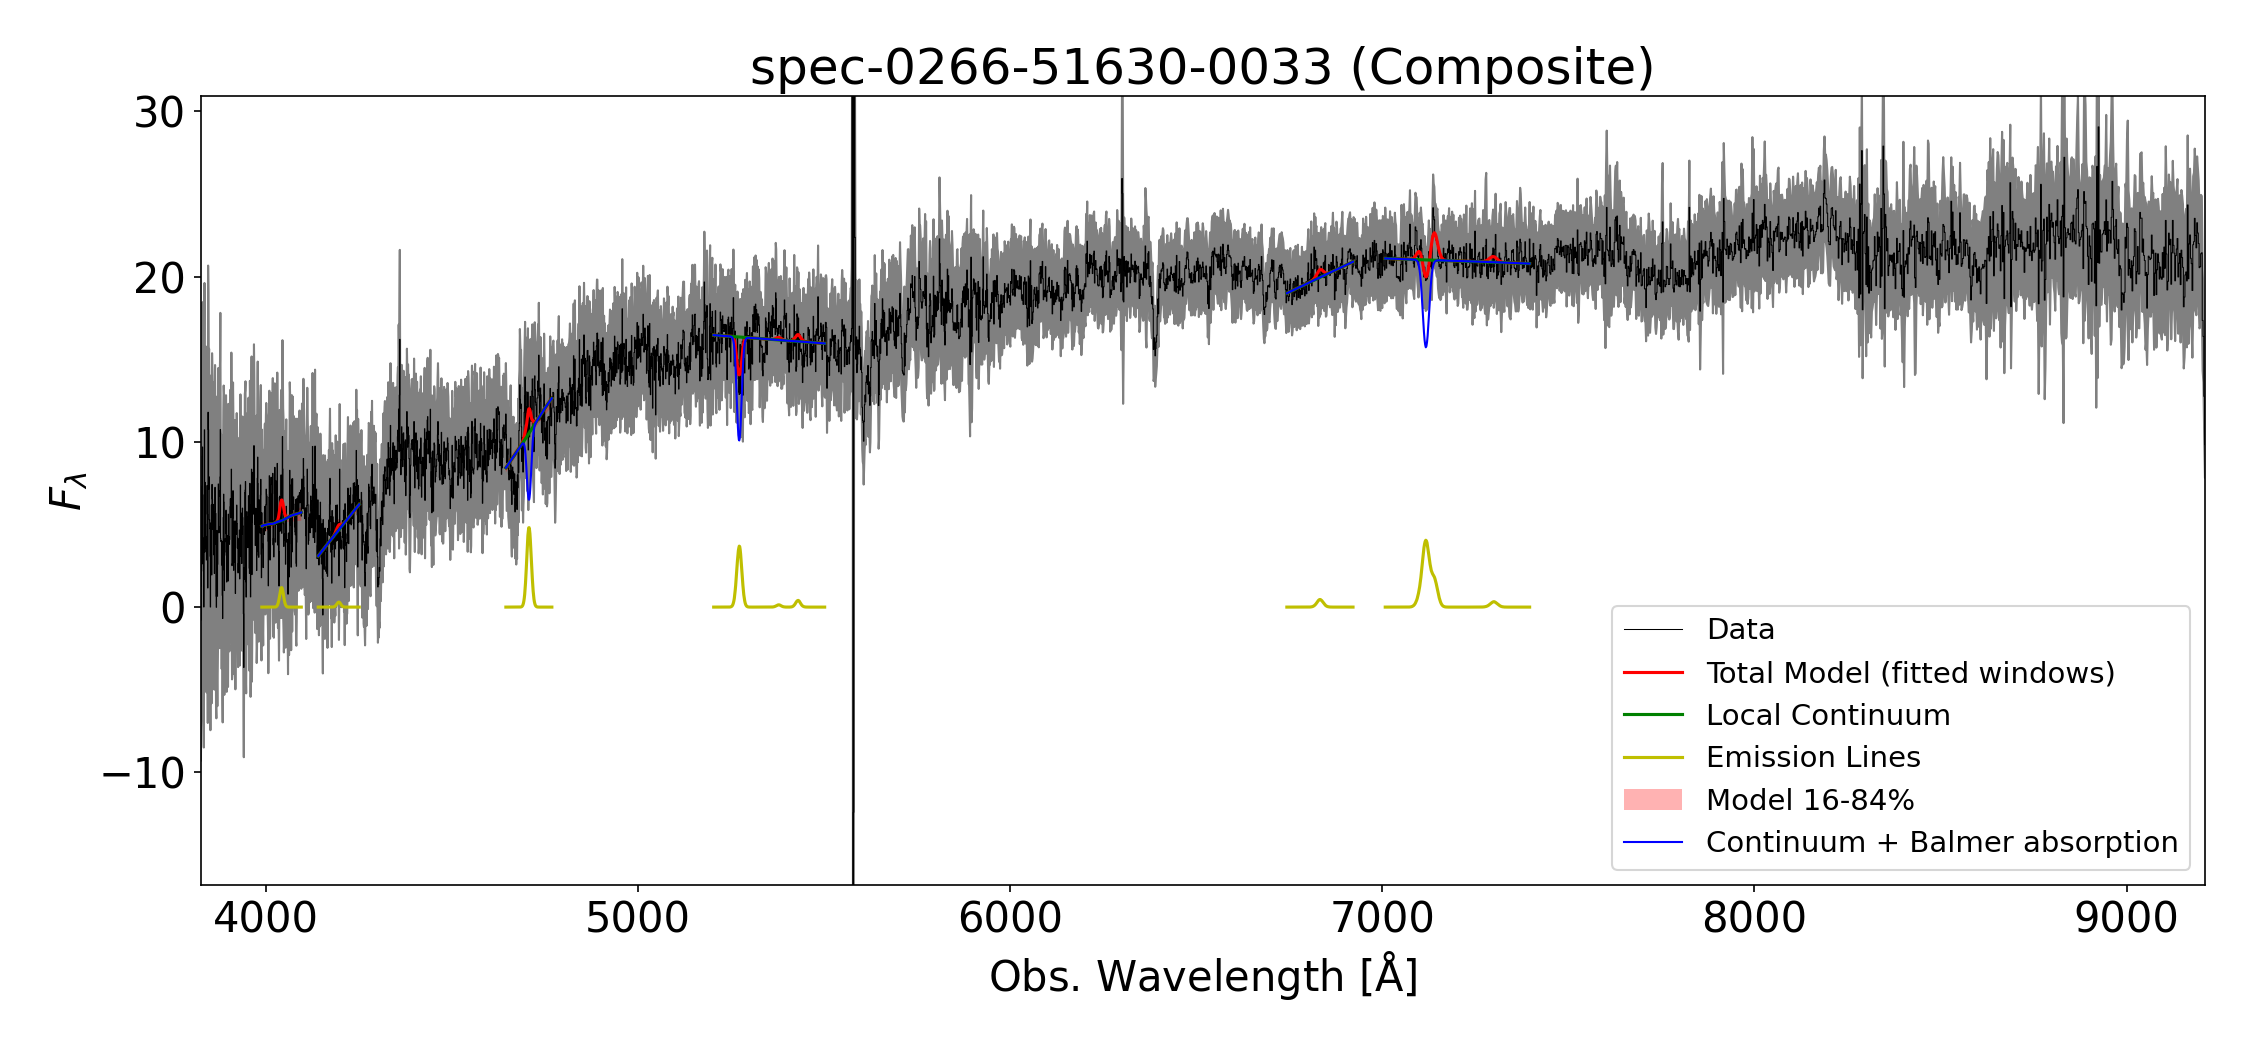 spec-0266-51630-0033 (Composite)
30
20
10
0
−10
F_λ
4000 5000 6000 7000 8000 9000
Obs. Wavelength [Å]
Data
Total Model (fitted windows)
Local Continuum
Emission Lines
Model 16-84%
Continuum + Balmer absorption